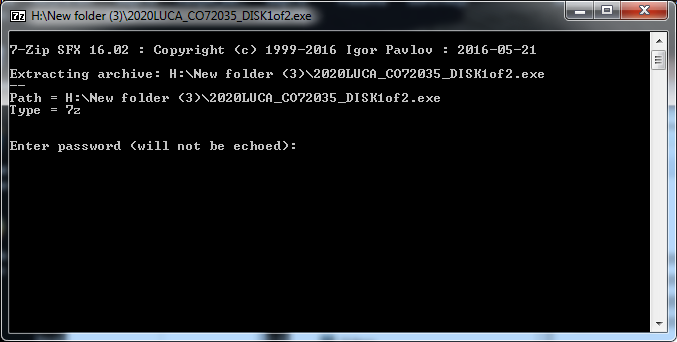 H:\New folder (3)\2020LUCA_CO72035_DISK1of2.exe
7-Zip SFX 16.02 : Copyright (c) 1999-2016 Igor Pavlov : 2016-05-21
Extracting archive: H:\New folder (3)\2020LUCA_CO72035_DISK1of2.exe
--
Path = H:\New folder (3)\2020LUCA_CO72035_DISK1of2.exe
Type = 7z
Enter password (will not be echoed):